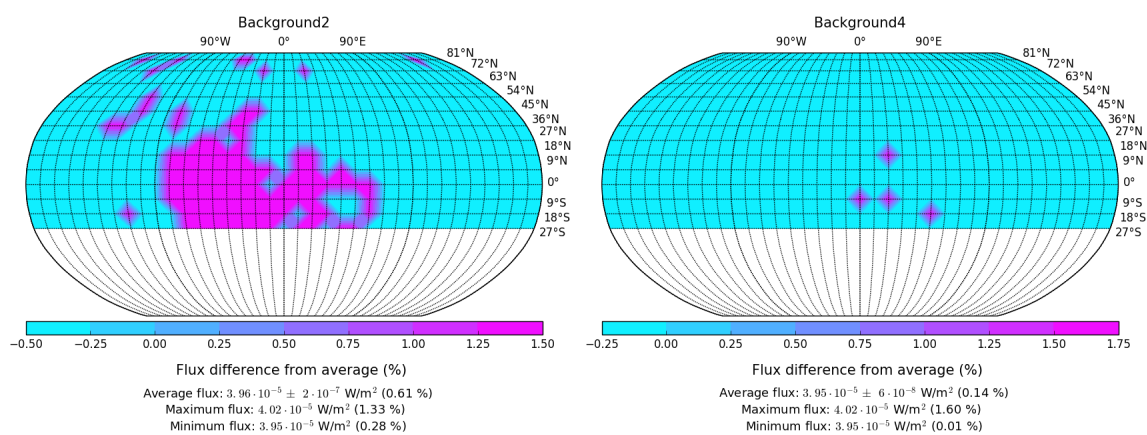 Background2
90°W 0° 90°E
81°N
72°N
63°N
54°N
45°N
36°N
27°N
18°N
9°N
0°
9°S
18°S
27°S
−0.50 −0.25 0.00 0.25 0.50 0.75 1.00 1.25 1.50
Flux difference from average (%)
Average flux: 3.96·10⁻⁵ ± 2·10⁻⁷ W/m² (0.61 %)
Maximum flux: 4.02·10⁻⁵ W/m² (1.33 %)
Minimum flux: 3.95·10⁻⁵ W/m² (0.28 %)
Background4
90°W 0° 90°E
81°N
72°N
63°N
54°N
45°N
36°N
27°N
18°N
9°N
0°
9°S
18°S
27°S
−0.25 0.00 0.25 0.50 0.75 1.00 1.25 1.50 1.75
Flux difference from average (%)
Average flux: 3.95·10⁻⁵ ± 6·10⁻⁸ W/m² (0.14 %)
Maximum flux: 4.02·10⁻⁵ W/m² (1.60 %)
Minimum flux: 3.95·10⁻⁵ W/m² (0.01 %)